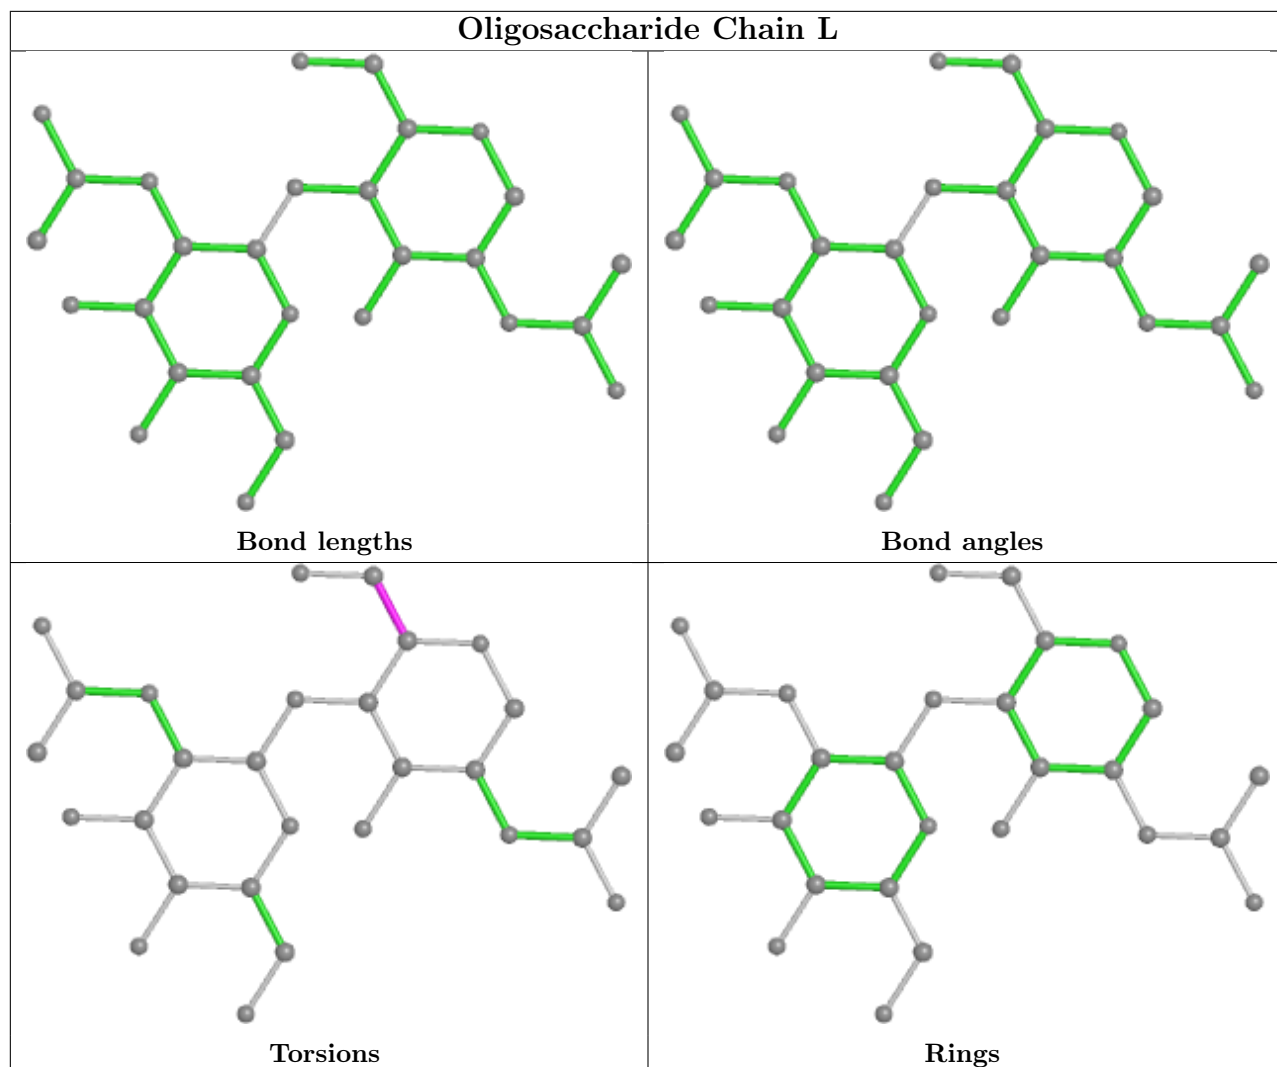 Oligosaccharide Chain L
Bond lengths
Bond angles
Torsions
Rings